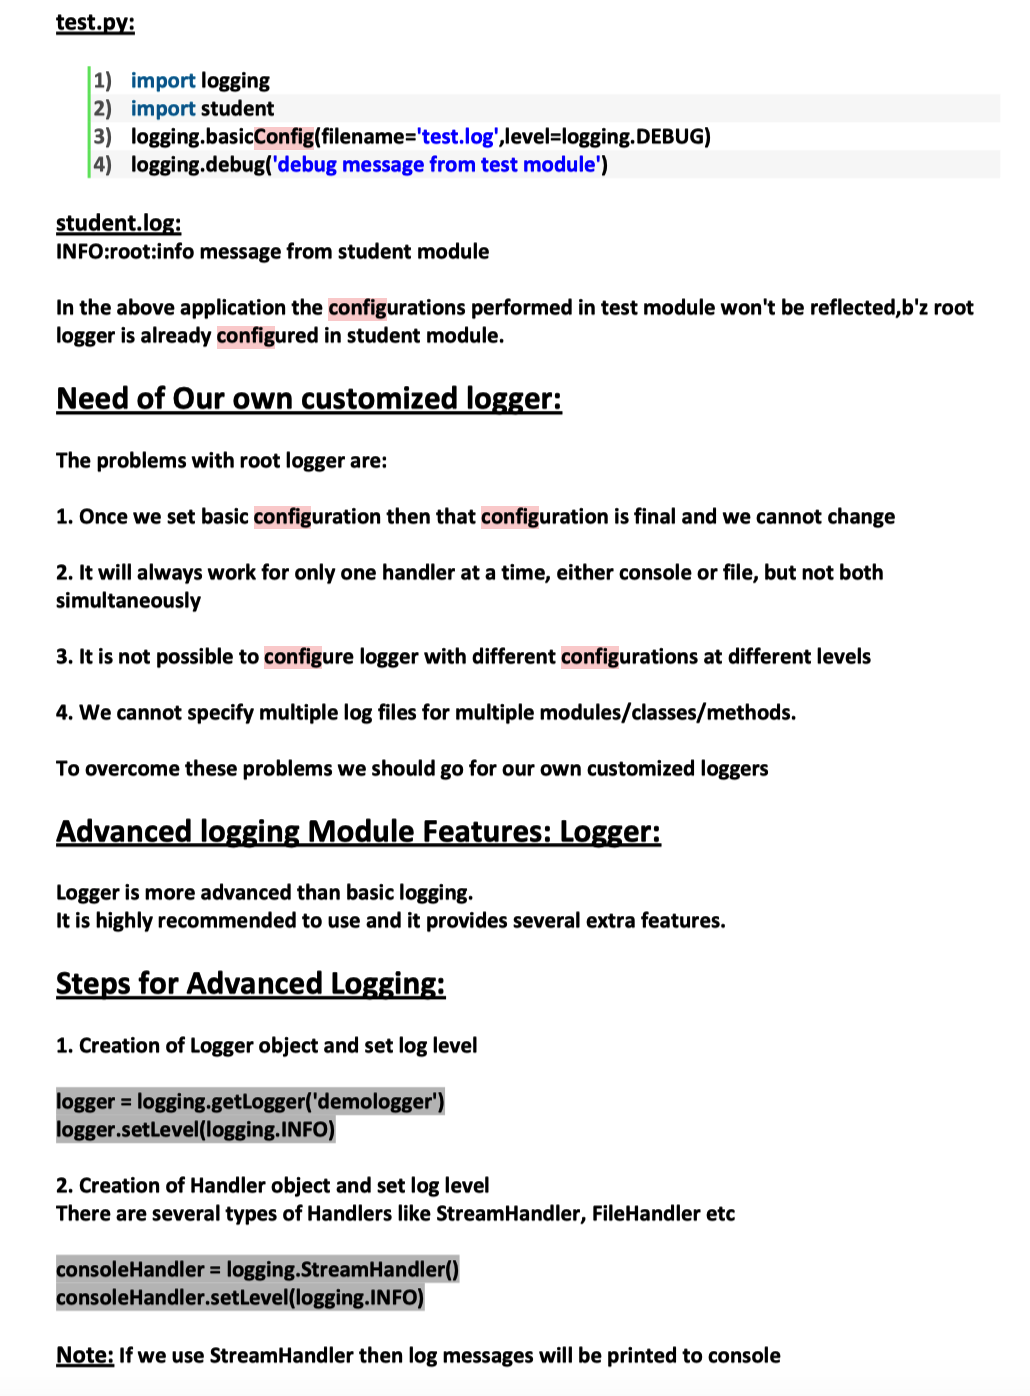 test.py:
1) import logging
2) import student
3) logging.basicConfig(filename='test.log',level=logging.DEBUG)
4) logging.debug('debug message from test module')
student.log:
INFO:root:info message from student module
In the above application the configurations performed in test module won't be reflected,b'z root
logger is already configured in student module.
Need of Our own customized logger:
The problems with root logger are:
1. Once we set basic configuration then that configuration is final and we cannot change
2. It will always work for only one handler at a time, either console or file, but not both
simultaneously
3. It is not possible to configure logger with different configurations at different levels
4. We cannot specify multiple log files for multiple modules/classes/methods.
To overcome these problems we should go for our own customized loggers
Advanced logging Module Features: Logger:
Logger is more advanced than basic logging.
It is highly recommended to use and it provides several extra features.
Steps for Advanced Logging:
1. Creation of Logger object and set log level
logger = logging.getLogger('demologger')
logger.setLevel(logging.INFO)
2. Creation of Handler object and set log level
There are several types of Handlers like StreamHandler, FileHandler etc
consoleHandler = logging.StreamHandler()
consoleHandler.setLevel(logging.INFO)
Note: If we use StreamHandler then log messages will be printed to console